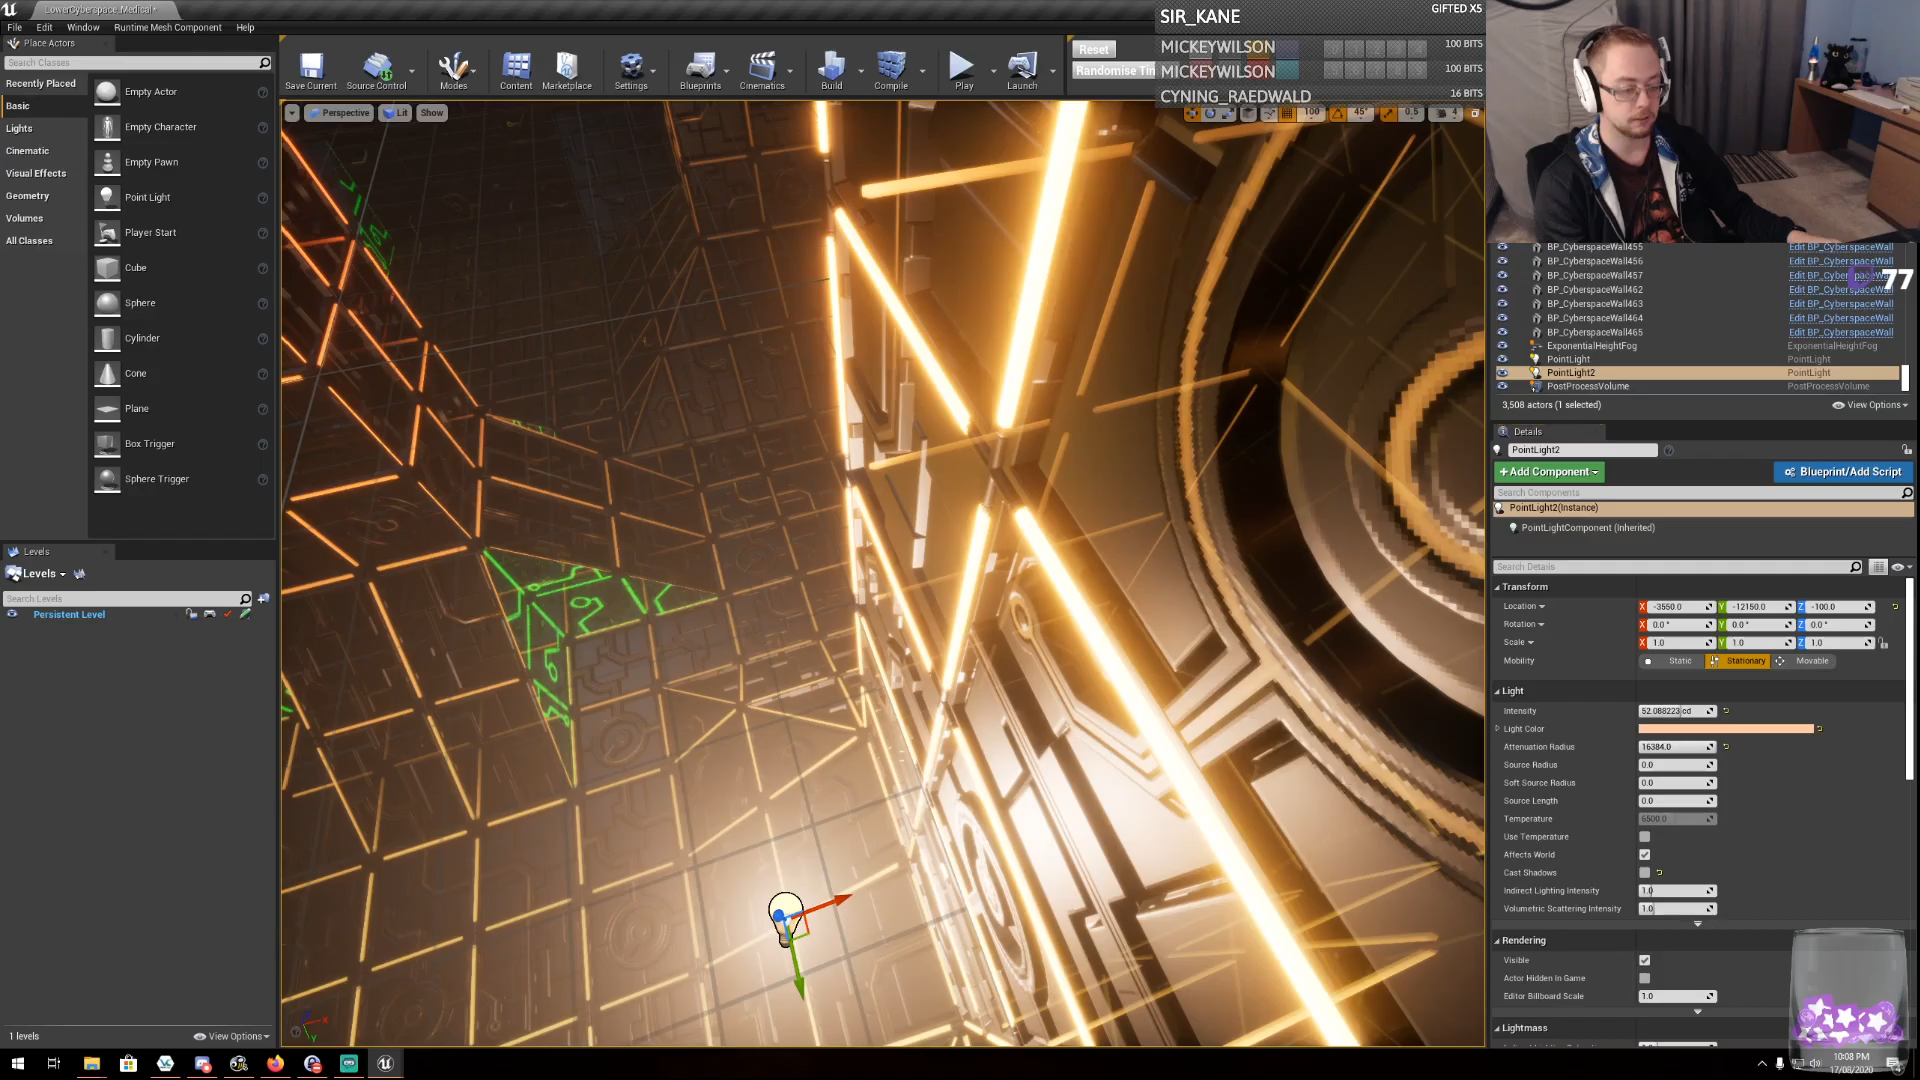 LowerCyberspace_Medical*
SIR_KANE
GIFTED X5
File
Edit
Window
Runtime Mesh Component
Help
Place Actors
Search Classes
Recently Placed
Basic
Lights
Cinematic
Visual Effects
Geometry
Volumes
All Classes
Empty Actor
Empty Character
Empty Pawn
Point Light
Player Start
Cube
Sphere
Cylinder
Cone
Plane
Box Trigger
Sphere Trigger
Save Current
Source Control
Modes
Content
Marketplace
Settings
Blueprints
Cinematics
Build
Compile
Play
Launch
Reset
Randomise Tin
MICKEYWILSON
100 BITS
MICKEYWILSON
100 BITS
CYNING_RAEDWALD
16 BITS
Perspective
Lit
Show
100
45°
0.5
4
Levels
Levels
Search Levels
Persistent Level
1 levels
View Options
BP_CyberspaceWall455
Edit BP_CyberspaceWall
BP_CyberspaceWall456
Edit BP_CyberspaceWall
BP_CyberspaceWall457
77
BP_CyberspaceWall462
Edit BP_CyberspaceWall
BP_CyberspaceWall463
Edit BP_CyberspaceWall
BP_CyberspaceWall464
Edit BP_CyberspaceWall
BP_CyberspaceWall465
Edit BP_CyberspaceWall
ExponentialHeightFog
ExponentialHeightFog
PointLight
PointLight
PointLight2
PointLight
PostProcessVolume
PostProcessVolume
3,508 actors (1 selected)
View Options
Details
PointLight2
+Add Component
Blueprint/Add Script
Search Components
PointLight2(Instance)
PointLightComponent (Inherited)
Search Details
Transform
Location
X -3550.0 Y -12150.0 Z -100.0
Rotation
X 0.0 ° Y 0.0 ° Z 0.0 °
Scale
X 1.0 Y 1.0 Z 1.0
Mobility
Static
Stationary
Movable
Light
Intensity
52.088223 cd
Light Color
Attenuation Radius
16384.0
Source Radius
0.0
Soft Source Radius
0.0
Source Length
0.0
Temperature
6500.0
Use Temperature
Affects World
Cast Shadows
Indirect Lighting Intensity
1.0
Volumetric Scattering Intensity
1.0
Rendering
Visible
Actor Hidden In Game
Editor Billboard Scale
1.0
Lightmass
10:08 PM
17/08/2020